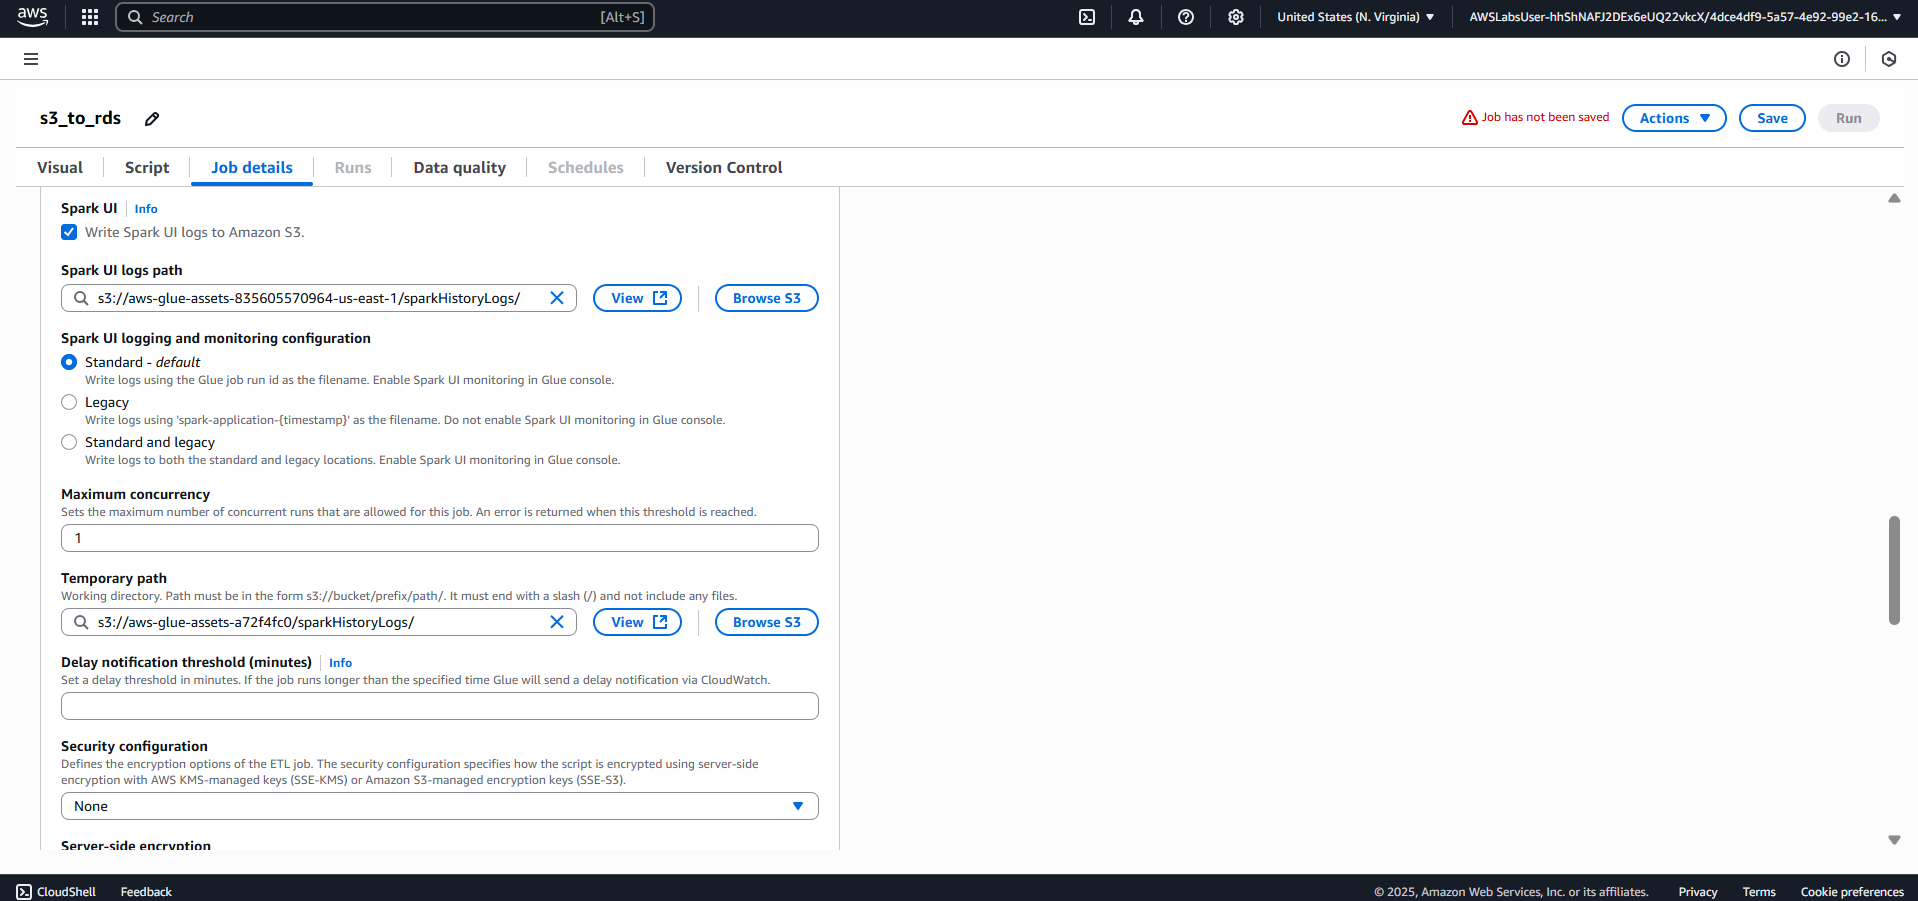 aws
Search [Alt+S]
United States (N. Virginia)
AWSLabsUser-hhShNAFJ2DEx6eUQ22vkcX/4dce4df9-5a57-4e92-99e2-16...
s3_to_rds
Job has not been saved
Actions
Save
Run
Visual
Script
Job details
Runs
Data quality
Schedules
Version Control
Spark UI
Info
Write Spark UI logs to Amazon S3.
Spark UI logs path
s3://aws-glue-assets-835605570964-us-east-1/sparkHistoryLogs/
View
Browse S3
Spark UI logging and monitoring configuration
Standard - default
Write logs using the Glue job run id as the filename. Enable Spark UI monitoring in Glue console.
Legacy
Write logs using 'spark-application-{timestamp}' as the filename. Do not enable Spark UI monitoring in Glue console.
Standard and legacy
Write logs to both the standard and legacy locations. Enable Spark UI monitoring in Glue console.
Maximum concurrency
Sets the maximum number of concurrent runs that are allowed for this job. An error is returned when this threshold is reached.
1
Temporary path
Working directory. Path must be in the form s3://bucket/prefix/path/. It must end with a slash (/) and not include any files.
s3://aws-glue-assets-a72f4fc0/sparkHistoryLogs/
View
Browse S3
Delay notification threshold (minutes)
Info
Set a delay threshold in minutes. If the job runs longer than the specified time Glue will send a delay notification via CloudWatch.
Security configuration
Defines the encryption options of the ETL job. The security configuration specifies how the script is encrypted using server-side
encryption with AWS KMS-managed keys (SSE-KMS) or Amazon S3-managed encryption keys (SSE-S3).
None
Server-side encryption
CloudShell
Feedback
© 2025, Amazon Web Services, Inc. or its affiliates.
Privacy
Terms
Cookie preferences